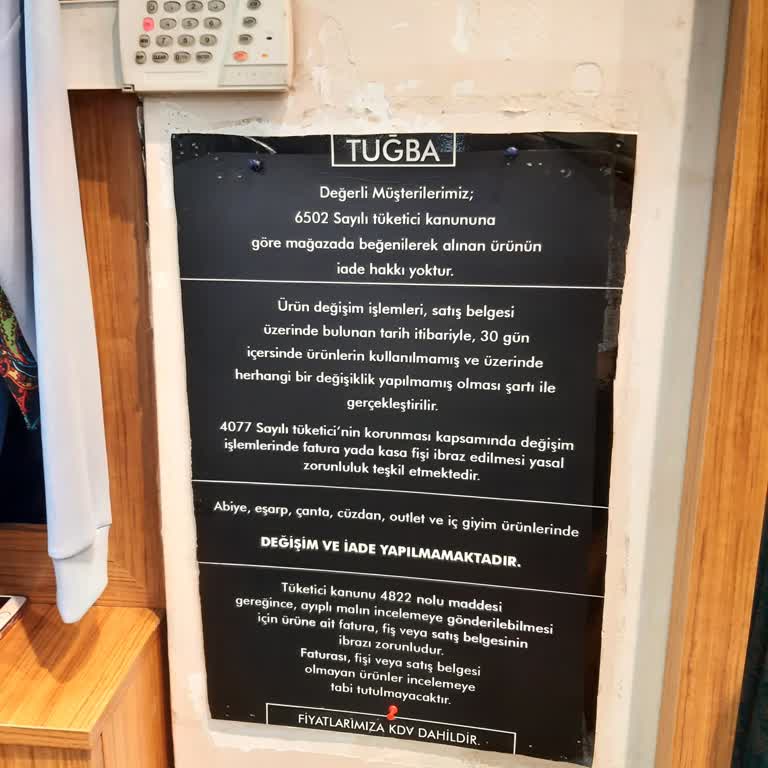 TUĞBA
Değerli Müşterilerimiz;
6502 Sayılı tüketici kanununa
göre mağazada beğenilerek alınan ürünün
iade hakkı yoktur.
Ürün değişim işlemleri, satış belgesi
üzerinde bulunan tarih itibariyle, 30 gün
içersinde ürünlerin kullanılmamış ve üzerinde
herhangi bir değişiklik yapılmamış olması şartı ile
gerçekleştirilir.
4077 Sayılı tüketici'nin korunması kapsamında değişim
işlemlerinde fatura yada kasa fişi ibraz edilmesi yasal
zorunluluk teşkil etmektedir.
Abiye, eşarp, çanta, cüzdan, outlet ve iç giyim ürünlerinde
DEĞİŞİM VE İADE YAPILMAMAKTADIR.
Tüketici kanunu 4822 nolu maddesi
gereğince, ayıplı malın incelemeye gönderilebilmesi
için ürüne ait fatura, fiş veya satış belgesinin
ibrazı zorunludur.
Faturası, fişi veya satış belgesi
olmayan ürünler incelemeye
tabi tutulmayacaktır.
FİYATLARIMIZA KDV DAHİLDİR.